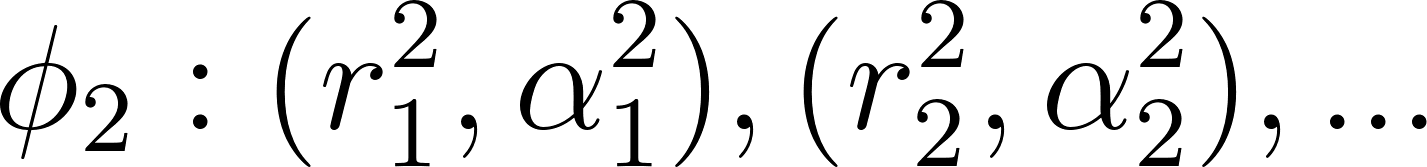 ϕ₂ : (r₁², α₁²), (r₂², α₂²), ...